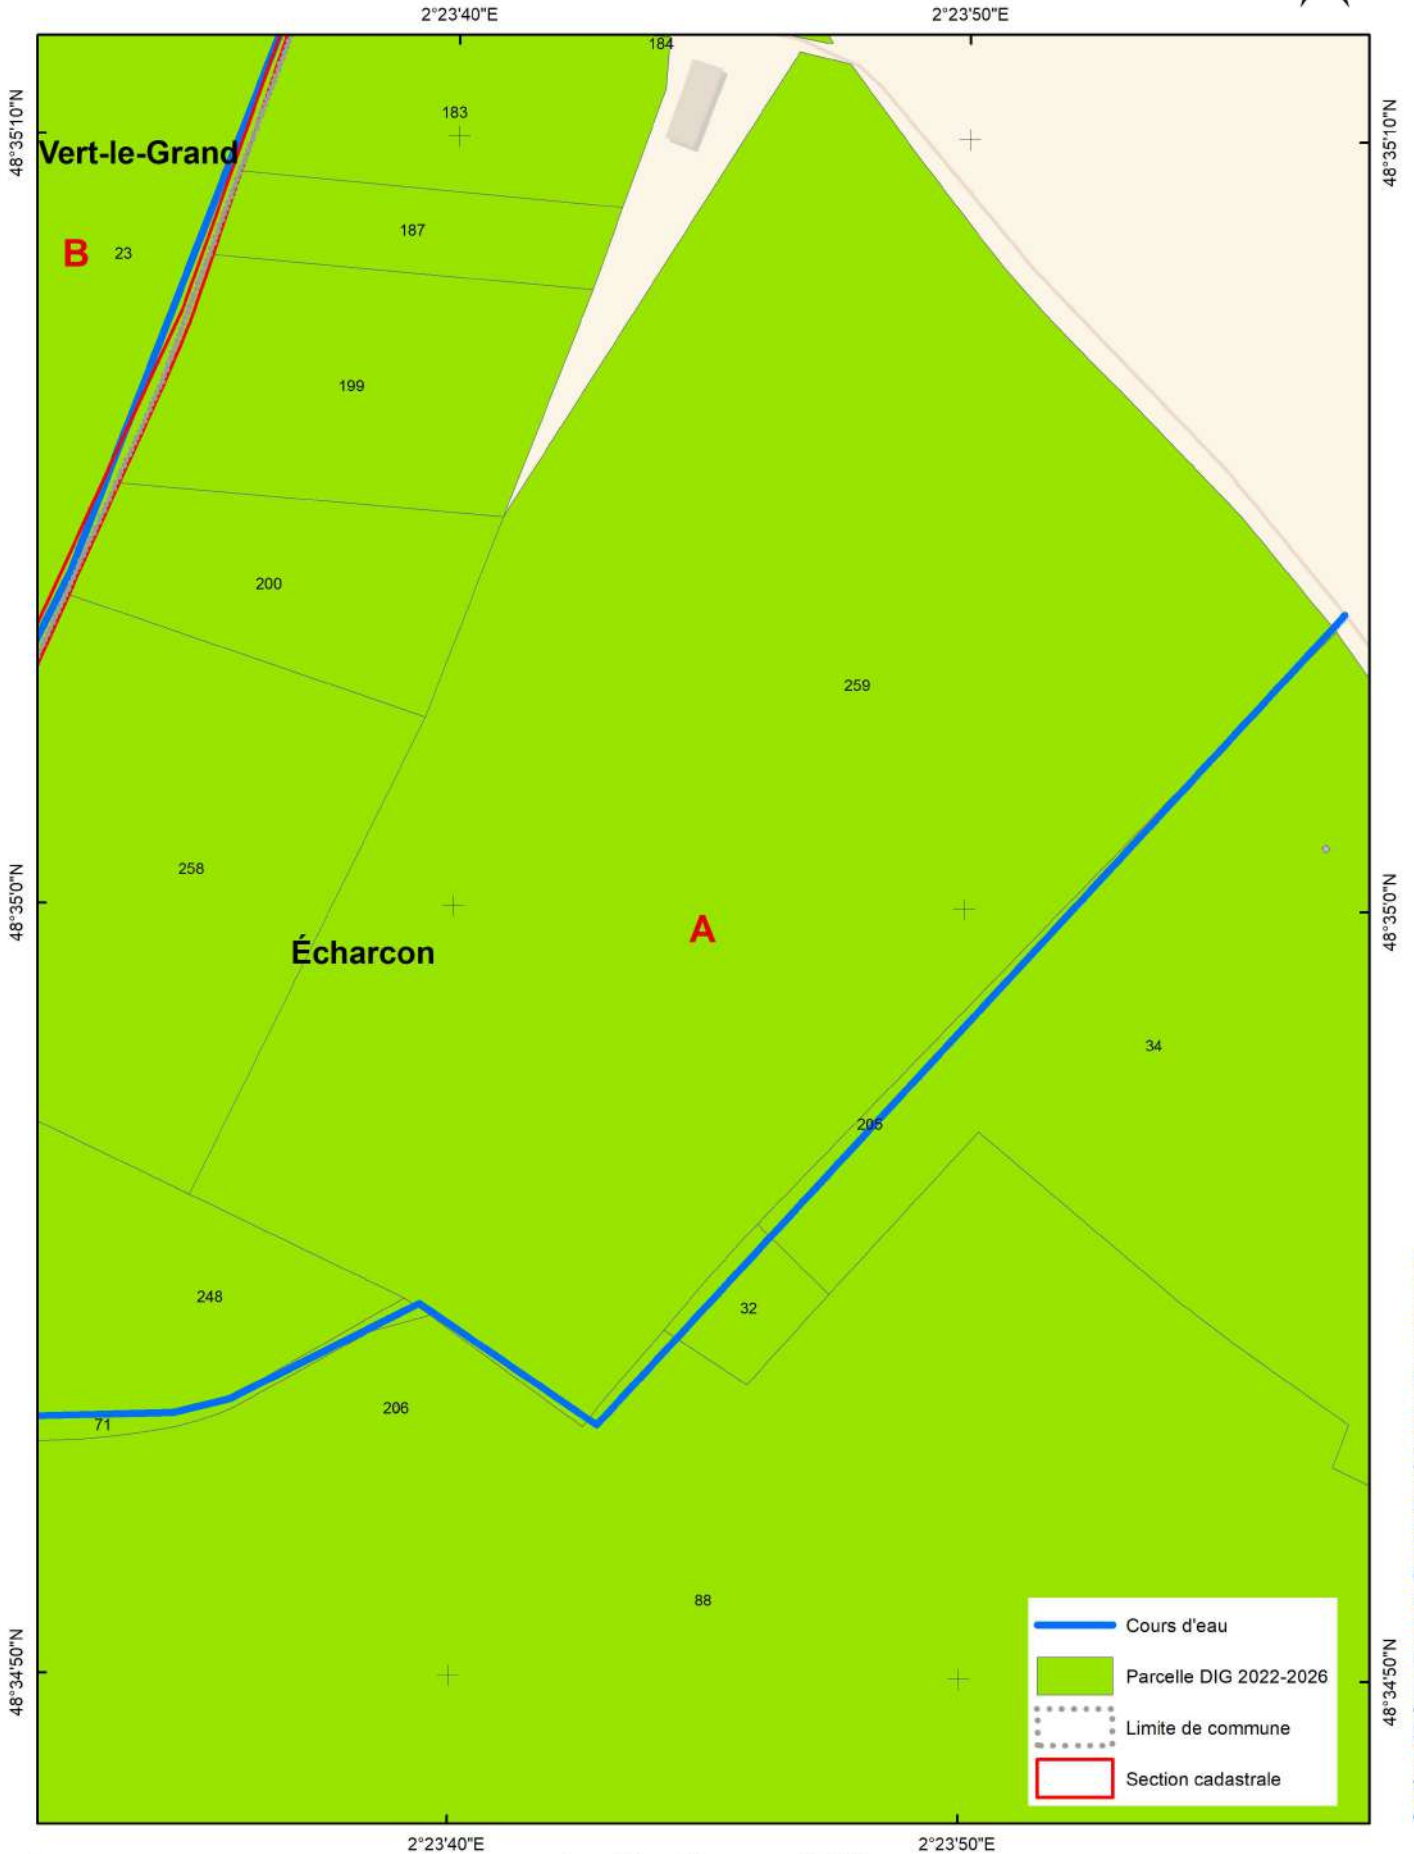 2°23'40"E
2°23'50"E
184
183
48°35'10"N
48°35'10"N
Vert-le-Grand
187
B
23
199
200
259
258
48°35'0"N
48°35'0"N
A
Écharcon
34
205
248
32
206
71
88
Cours d'eau
48°34'50"N
48°34'50"N
Parcelle DIG 2022-2026
Limite de commune
Section cadastrale
2°23'40"E
2°23'50"E